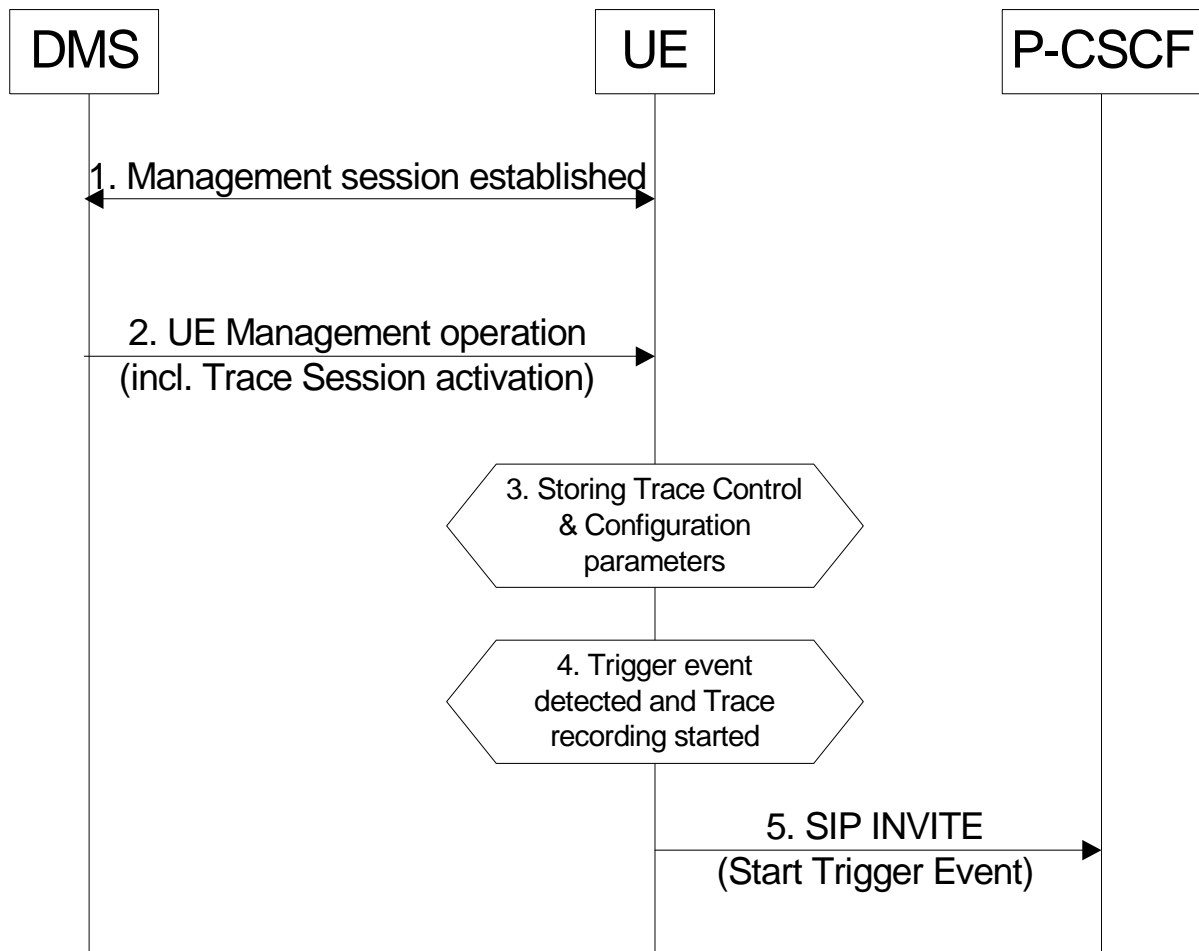 DMS
UE
P-CSCF
1. Management session established
2. UE Management operation
(incl. Trace Session activation)
3. Storing Trace Control
& Configuration
parameters
4. Trigger event
detected and Trace
recording started
5. SIP INVITE
(Start Trigger Event)